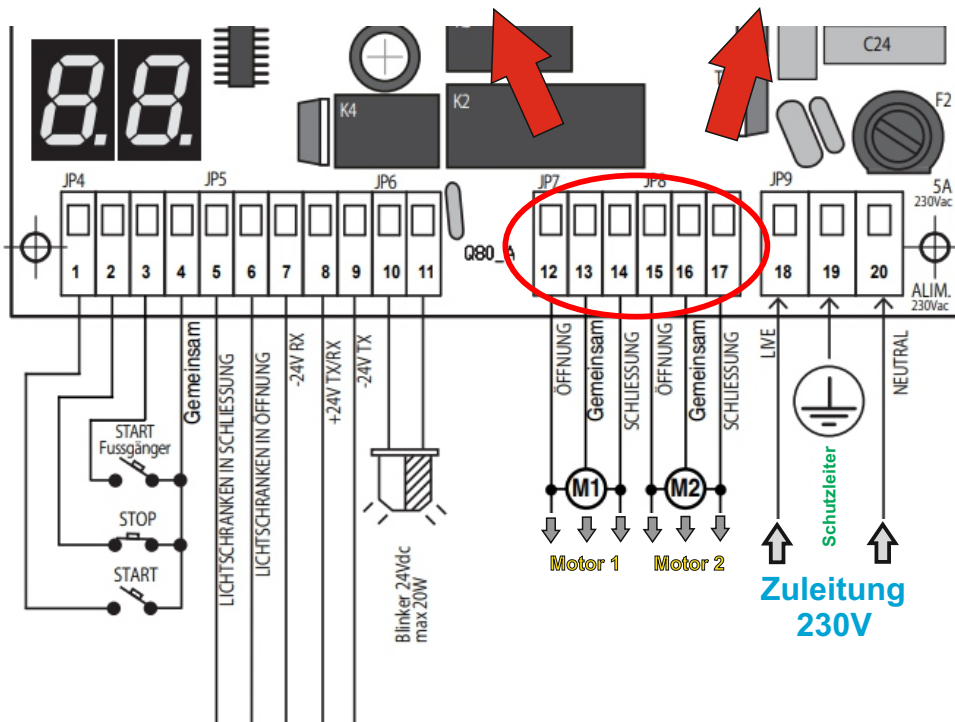 88.
C24
K4
K2
F2
JP4
JP5
JP6
JP7
JP8
JP9
5A
230Vac
Q80_A
1 2 3 4 5 6 7 8 9 10 11
12 13 14 15 16 17
18 19 20
ALIM.
230Vac
Gemeinsam
LICHTSCHRANKEN IN SCHLIESSUNG
LICHTSCHRANKEN IN ÖFFNUNG
-24V RX
+24V TX/RX
-24V TX
START
Fussgänger
STOP
START
Blinker 24Vdc
max 20W
ÖFFNUNG
Gemeinsam
SCHLIESSUNG
ÖFFNUNG
Gemeinsam
SCHLIESSUNG
M1
M2
Motor 1
Motor 2
LIVE
Schutzleiter
NEUTRAL
Zuleitung
230V